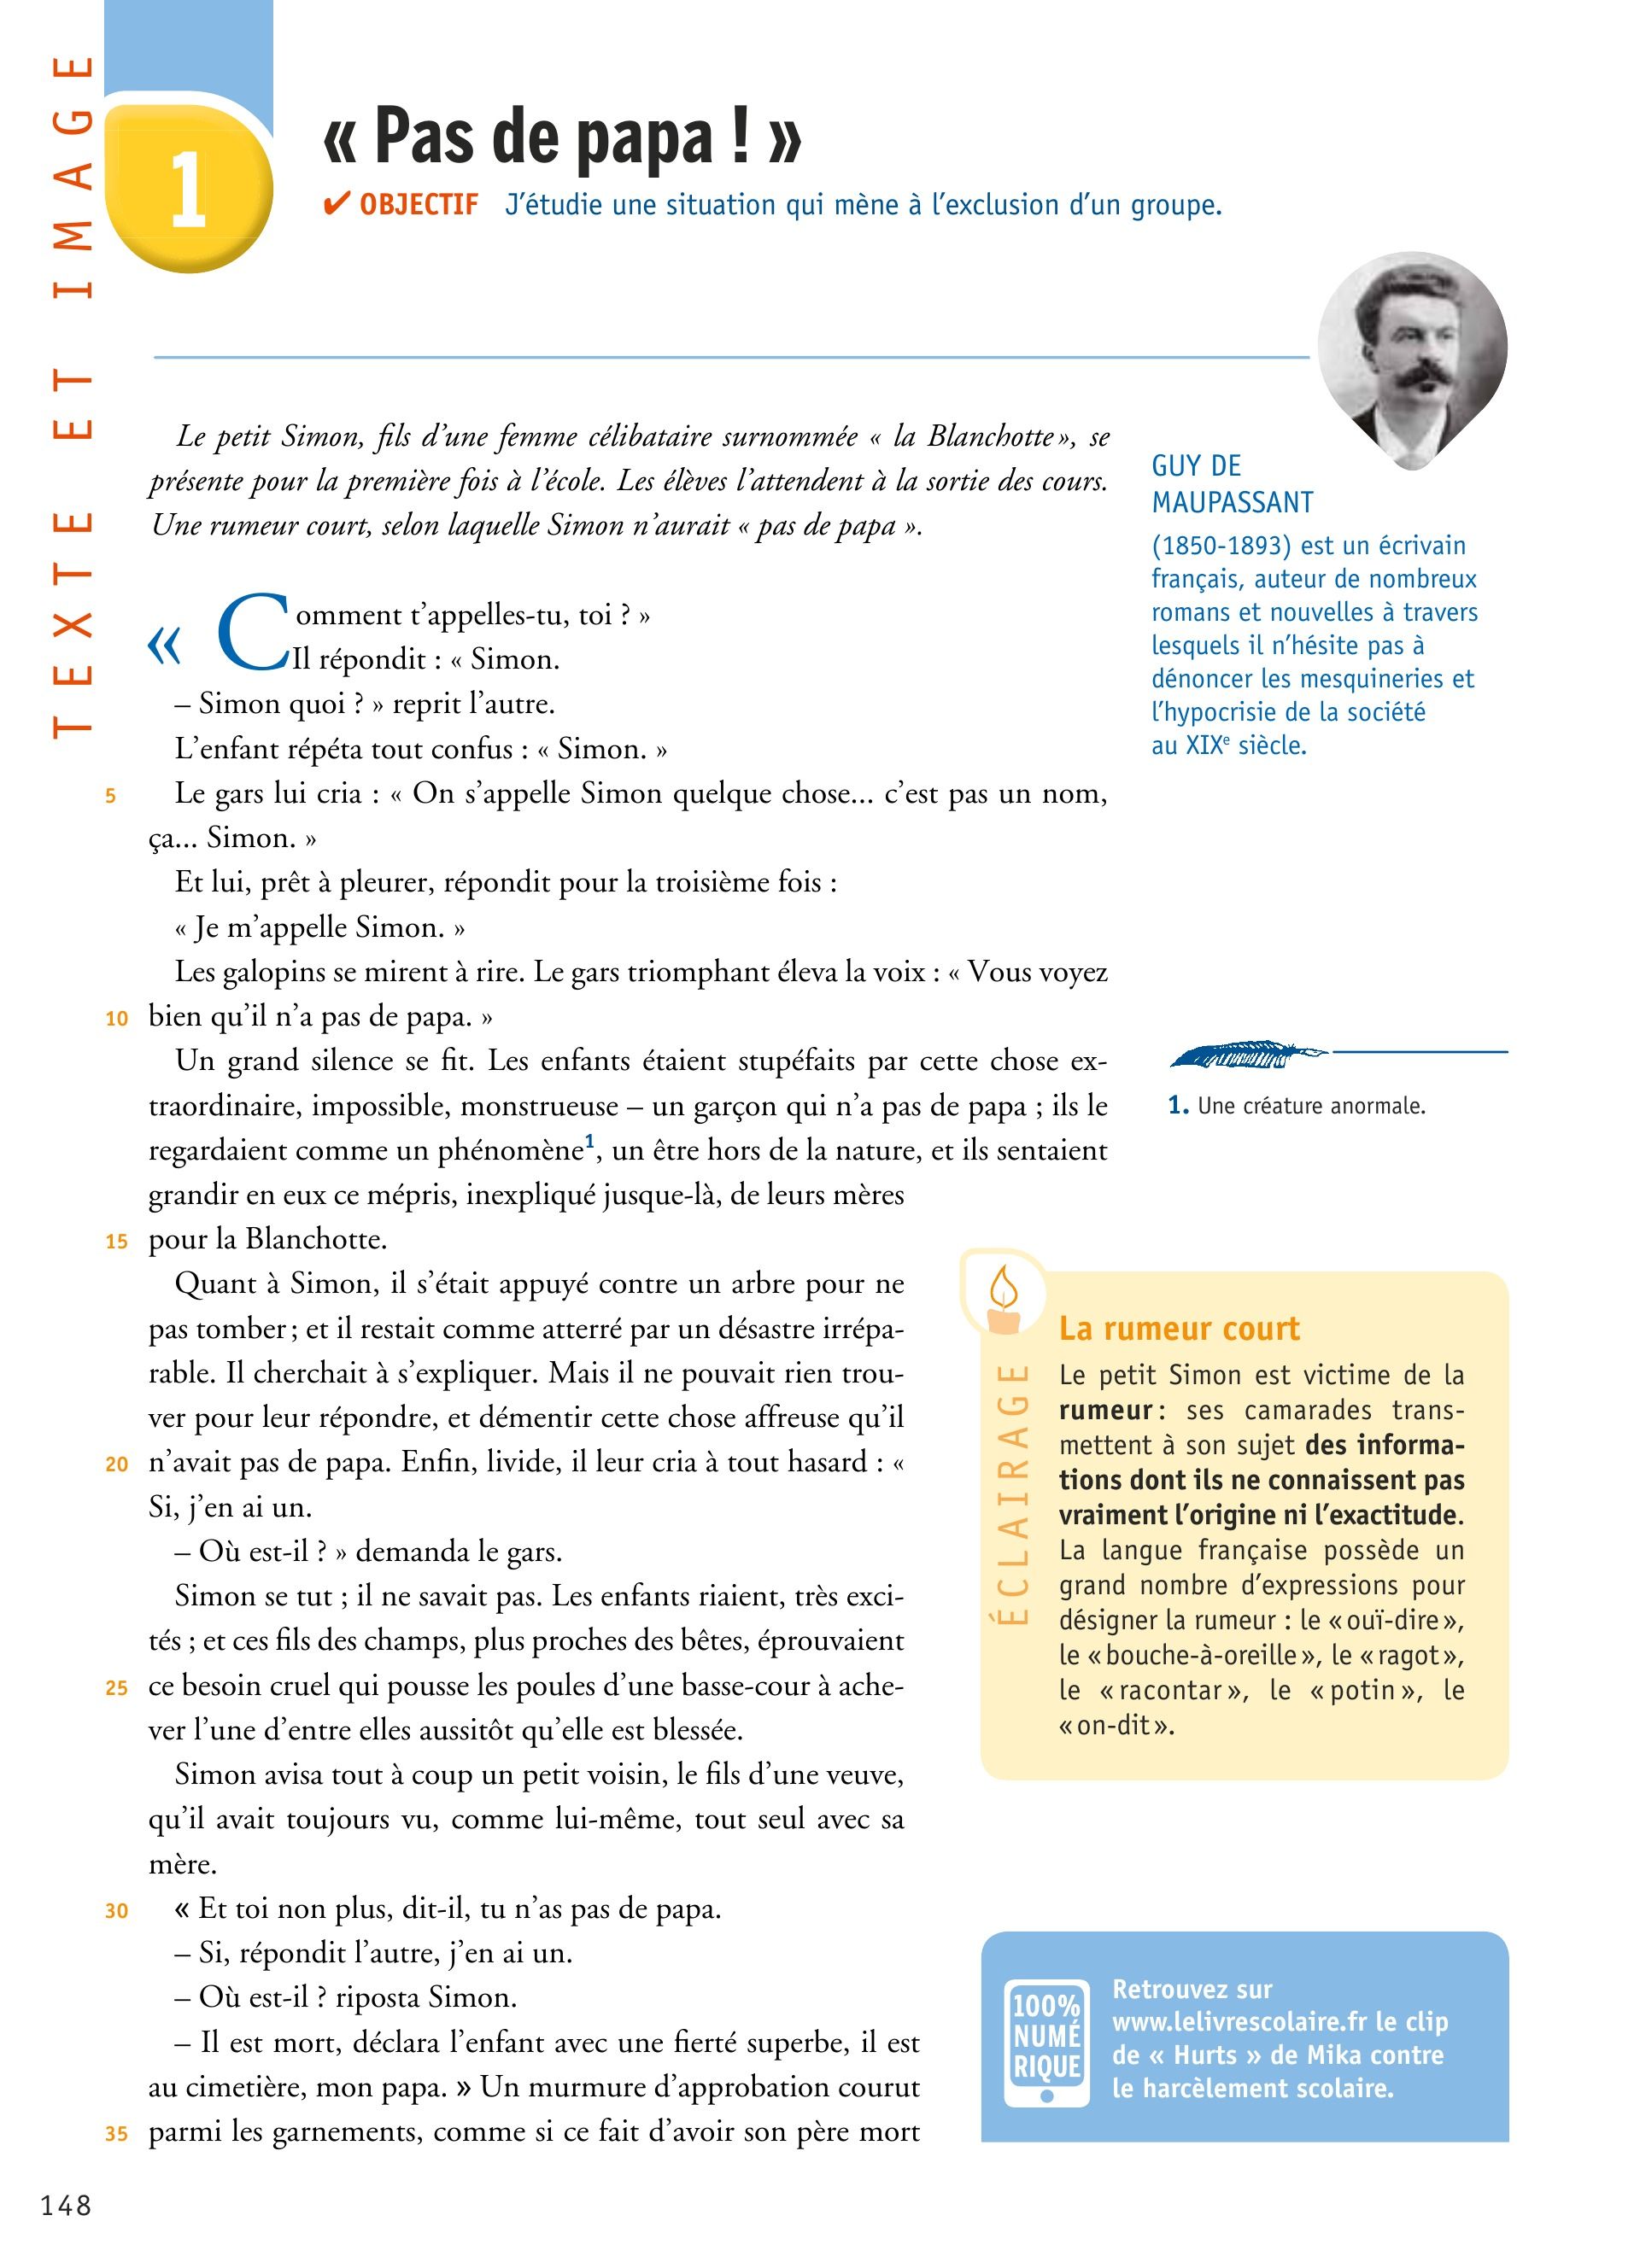 TEXTE ET IMAGE
1
« Pas de papa ! »
✔ OBJECTIF J’étudie une situation qui mène à l’exclusion d’un groupe.
Le petit Simon, fils d’une femme célibataire surnommée « la Blanchotte», se
présente pour la première fois à l’école. Les élèves l’attendent à la sortie des cours.
Une rumeur court, selon laquelle Simon n’aurait « pas de papa ».
GUY DE
MAUPASSANT
(1850-1893) est un écrivain
français, auteur de nombreux
romans et nouvelles à travers
lesquels il n’hésite pas à
dénoncer les mesquineries et
l’hypocrisie de la société
au XIXe siècle.
« Comment t’appelles-tu, toi ? »
Il répondit : « Simon.
– Simon quoi ? » reprit l’autre.
L’enfant répéta tout confus : « Simon. »
5 Le gars lui cria : « On s’appelle Simon quelque chose... c’est pas un nom,
ça... Simon. »
Et lui, prêt à pleurer, répondit pour la troisième fois :
« Je m’appelle Simon. »
Les galopins se mirent à rire. Le gars triomphant éleva la voix : « Vous voyez
10 bien qu’il n’a pas de papa. »
Un grand silence se fit. Les enfants étaient stupéfaits par cette chose ex-
traordinaire, impossible, monstrueuse – un garçon qui n’a pas de papa ; ils le
regardaient comme un phénomène1, un être hors de la nature, et ils sentaient
grandir en eux ce mépris, inexpliqué jusque-là, de leurs mères
15 pour la Blanchotte.
Quant à Simon, il s’était appuyé contre un arbre pour ne
pas tomber ; et il restait comme atterré par un désastre irrépa-
rable. Il cherchait à s’expliquer. Mais il ne pouvait rien trou-
ver pour leur répondre, et démentir cette chose affreuse qu’il
20 n’avait pas de papa. Enfin, livide, il leur cria à tout hasard : «
Si, j’en ai un.
– Où est-il ? » demanda le gars.
Simon se tut ; il ne savait pas. Les enfants riaient, très exci-
tés ; et ces fils des champs, plus proches des bêtes, éprouvaient
25 ce besoin cruel qui pousse les poules d’une basse-cour à ache-
ver l’une d’entre elles aussitôt qu’elle est blessée.
Simon avisa tout à coup un petit voisin, le fils d’une veuve,
qu’il avait toujours vu, comme lui-même, tout seul avec sa
mère.
30 « Et toi non plus, dit-il, tu n’as pas de papa.
– Si, répondit l’autre, j’en ai un.
– Où est-il ? riposta Simon.
– Il est mort, déclara l’enfant avec une fierté superbe, il est
au cimetière, mon papa. » Un murmure d’approbation courut
35 parmi les garnements, comme si ce fait d’avoir son père mort
1. Une créature anormale.
ÉCLAIRAGE
La rumeur court
Le petit Simon est victime de la
rumeur : ses camarades trans-
mettent à son sujet des informa-
tions dont ils ne connaissent pas
vraiment l’origine ni l’exactitude.
La langue française possède un
grand nombre d’expressions pour
désigner la rumeur : le « ouï-dire »,
le « bouche-à-oreille », le « ragot »,
le « racontar », le « potin », le
« on-dit ».
100%
NUMÉ
RIQUE
Retrouvez sur
www.lelivrescolaire.fr le clip
de « Hurts » de Mika contre
le harcèlement scolaire.
148